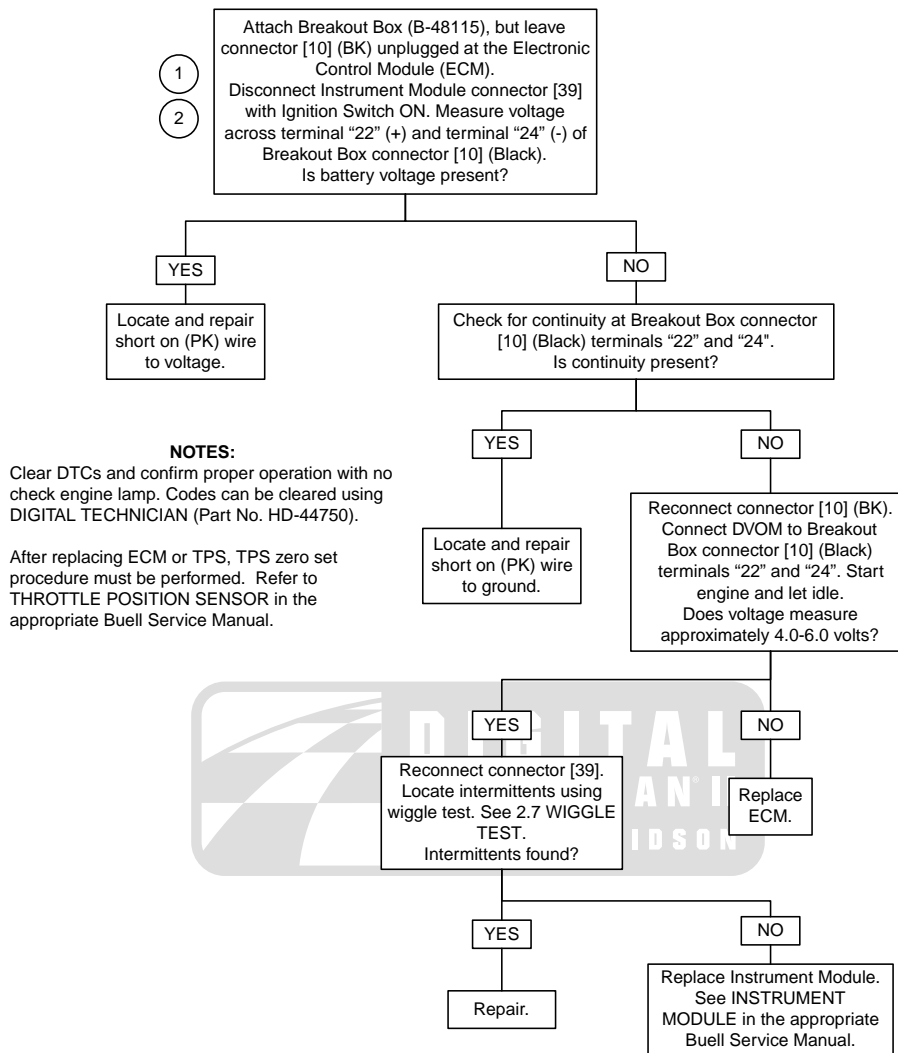 Attach Breakout Box (B-48115), but leave
connector [10] (BK) unplugged at the Electronic
Control Module (ECM).
Disconnect Instrument Module connector [39]
with Ignition Switch ON. Measure voltage
across terminal “22” (+) and terminal “24” (-) of
Breakout Box connector [10] (Black).
Is battery voltage present?
1
2
YES
NO
Locate and repair
short on (PK) wire
to voltage.
Check for continuity at Breakout Box connector
[10] (Black) terminals “22” and “24".
Is continuity present?
NOTES:
Clear DTCs and confirm proper operation with no
check engine lamp. Codes can be cleared using
DIGITAL TECHNICIAN (Part No. HD-44750).
After replacing ECM or TPS, TPS zero set
procedure must be performed. Refer to
THROTTLE POSITION SENSOR in the
appropriate Buell Service Manual.
YES
NO
Locate and repair
short on (PK) wire
to ground.
Reconnect connector [10] (BK).
Connect DVOM to Breakout
Box connector [10] (Black)
terminals “22” and “24”. Start
engine and let idle.
Does voltage measure
approximately 4.0-6.0 volts?
YES
NO
DIGITAL
Reconnect connector [39].
Locate intermittents using
wiggle test. See 2.7 WIGGLE
TEST.
Intermittents found?
Replace
ECM.
YES
NO
Repair.
Replace Instrument Module.
See INSTRUMENT
MODULE in the appropriate
Buell Service Manual.